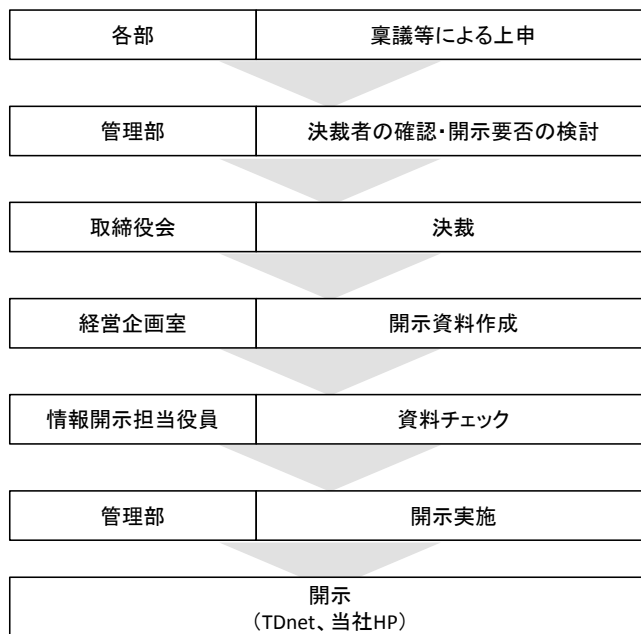 各部 稟議等による上申
管理部 決裁者の確認・開示要否の検討
取締役会 決裁
経営企画室 開示資料作成
情報開示担当役員 資料チェック
管理部 開示実施
開示
（TDnet、当社HP）